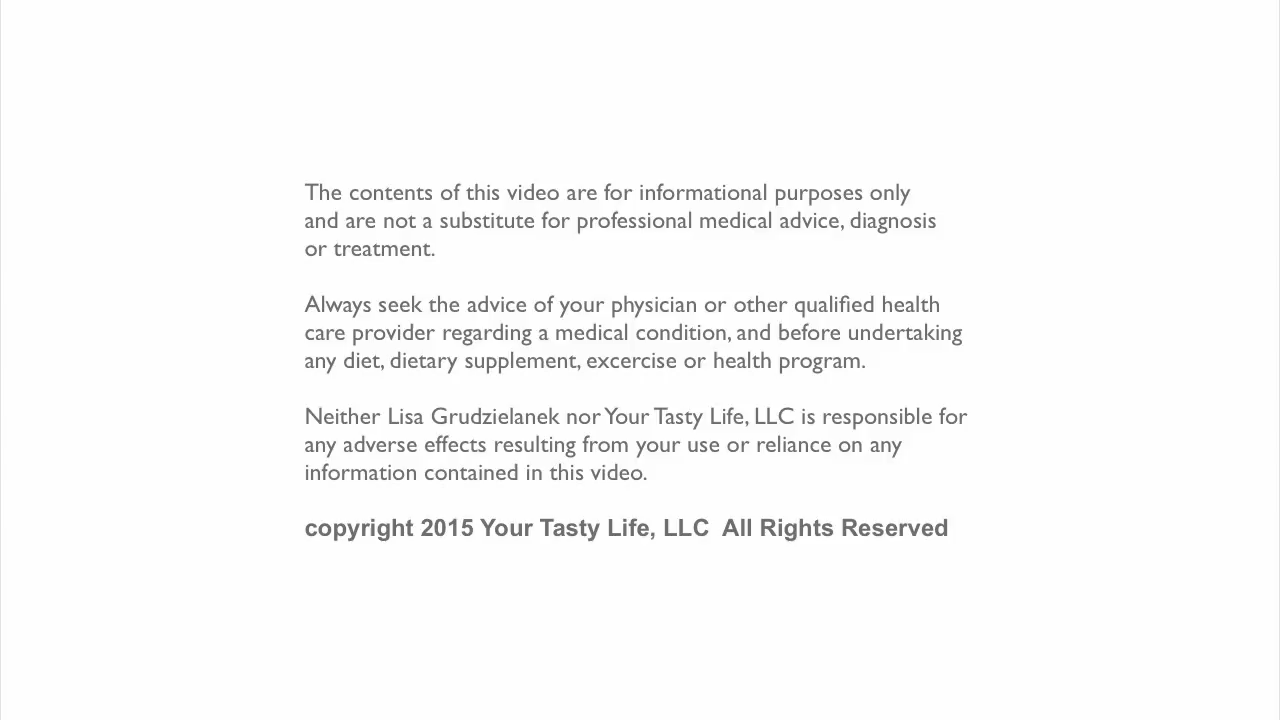 The contents of this video are for informational purposes only
and are not a substitute for professional medical advice, diagnosis
or treatment.
Always seek the advice of your physician or other qualified health
care provider regarding a medical condition, and before undertaking
any diet, dietary supplement, excercise or health program.
Neither Lisa Grudzielanek nor Your Tasty Life, LLC is responsible for
any adverse effects resulting from your use or reliance on any
information contained in this video.
copyright 2015 Your Tasty Life, LLC  All Rights Reserved